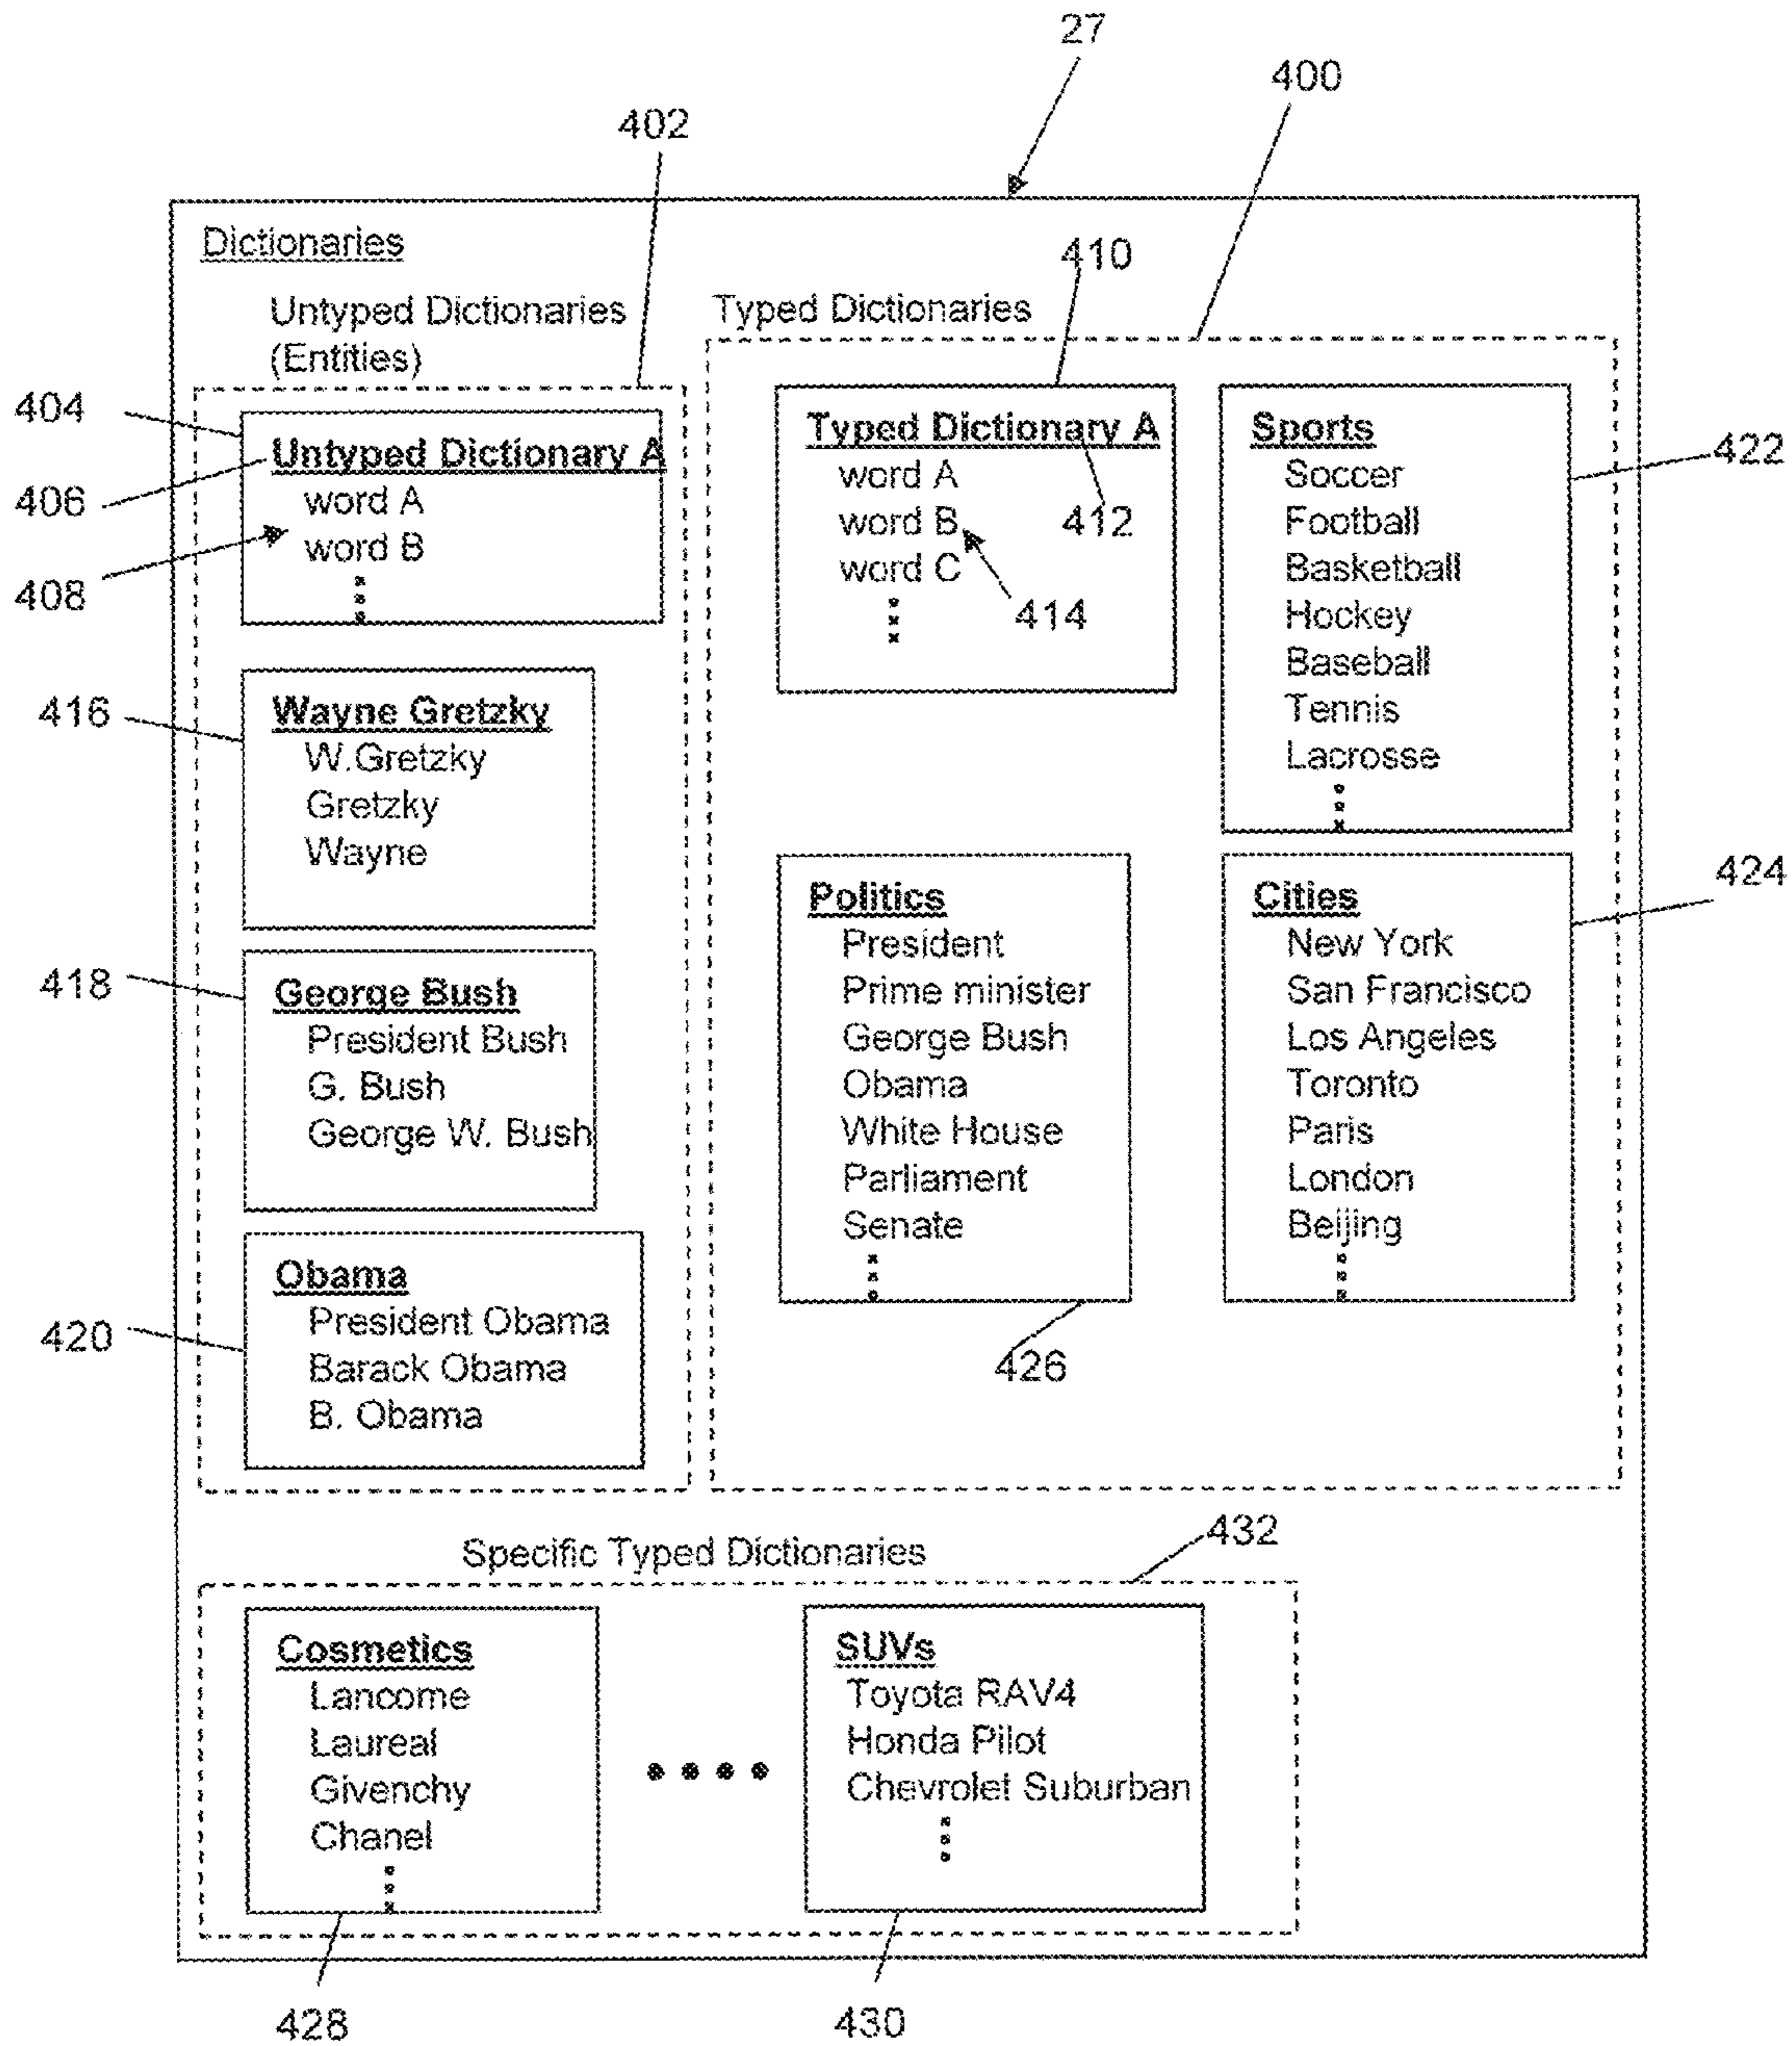 27
400
402
Dictionaries
Untyped Dictionaries
(Entities)
404
Untyped Dictionary A
406
word A
408
word B
416
Wayne Gretzky
W.Gretzky
Gretzky
Wayne
418
George Bush
President Bush
G. Bush
George W. Bush
420
Obama
President Obama
Barack Obama
B. Obama
Typed Dictionaries
410
Typed Dictionary A
word A
412
word B
414
word C
422
Sports
Soccer
Football
Basketball
Hockey
Baseball
Tennis
Lacrosse
Politics
President
Prime minister
George Bush
Obama
White House
Parliament
Senate
426
424
Cities
New York
San Francisco
Los Angeles
Toronto
Paris
London
Beijing
Specific Typed Dictionaries
432
Cosmetics
Lancome
Laureal
Givenchy
Chanel
428
SUVs
Toyota RAV4
Honda Pilot
Chevrolet Suburban
430